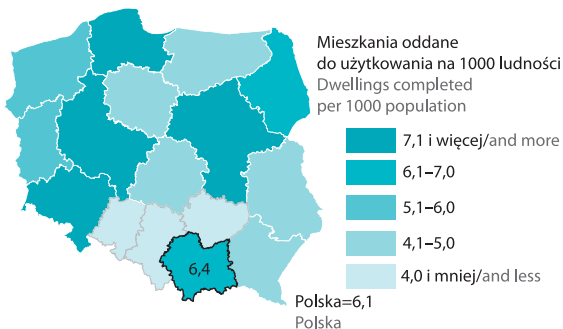 Mieszkania oddane
do użytkowania na 1000 ludności
Dwellings completed
per 1000 population
7,1 i więcej/and more
6,1–7,0
5,1–6,0
4,1–5,0
4,0 i mniej/and less
6,4
Polska=6,1
Polska